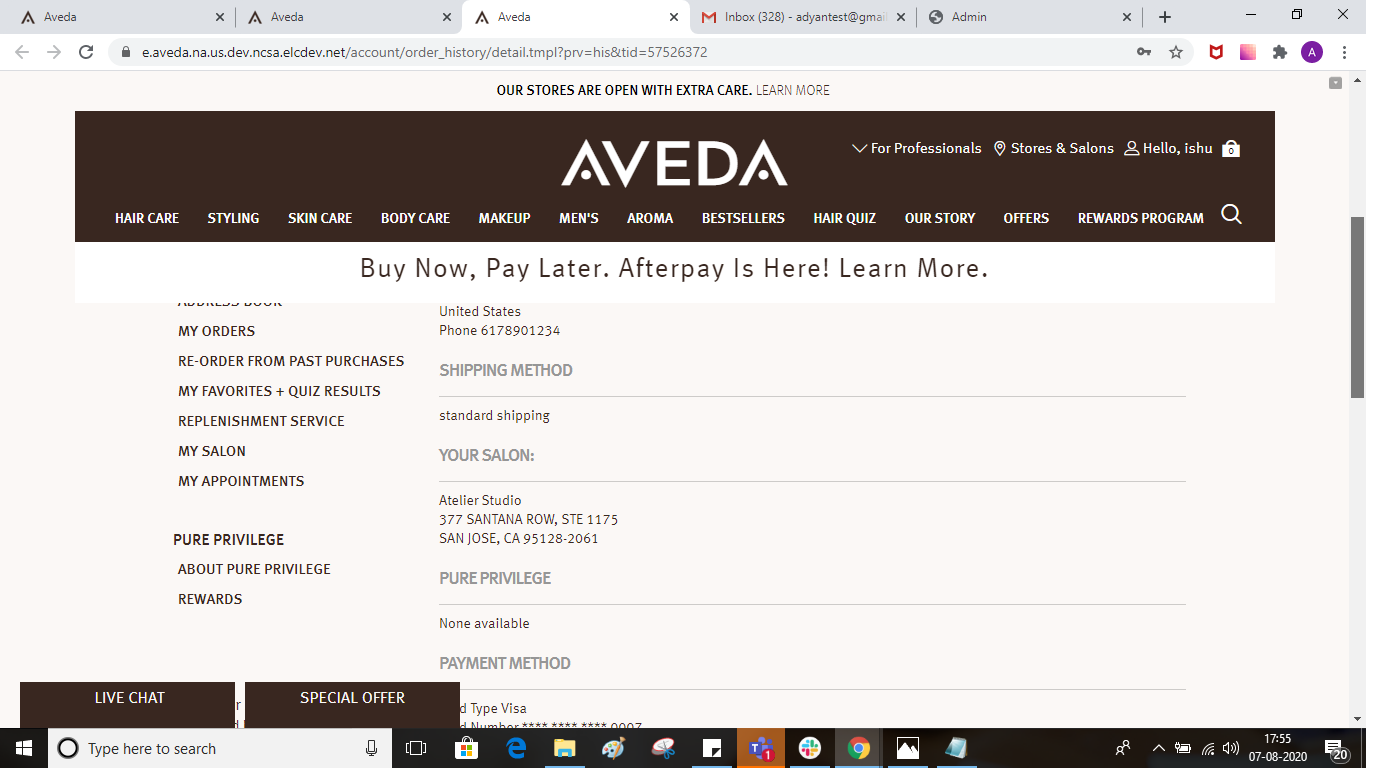 Aveda
Aveda
Aveda
Inbox (328) - adyantest@gmai
Admin
e.aveda.na.us.dev.ncsa.elcdev.net/account/order_history/detail.tmpl?prv=his&tid=57526372
A
OUR STORES ARE OPEN WITH EXTRA CARE. LEARN MORE
AVEDA
For Professionals
Stores & Salons
Hello, ishu
0
HAIR CARE
STYLING
SKIN CARE
BODY CARE
MAKEUP
MEN'S
AROMA
BESTSELLERS
HAIR QUIZ
OUR STORY
OFFERS
REWARDS PROGRAM
Buy Now, Pay Later. Afterpay Is Here! Learn More.
ADDRESS BOOK
MY ORDERS
RE-ORDER FROM PAST PURCHASES
MY FAVORITES + QUIZ RESULTS
REPLENISHMENT SERVICE
MY SALON
MY APPOINTMENTS
PURE PRIVILEGE
ABOUT PURE PRIVILEGE
REWARDS
United States
Phone 6178901234
SHIPPING METHOD
standard shipping
YOUR SALON:
Atelier Studio
377 SANTANA ROW, STE 1175
SAN JOSE, CA 95128-2061
PURE PRIVILEGE
None available
PAYMENT METHOD
d Type Visa
d Number **** **** **** 0007
LIVE CHAT
SPECIAL OFFER
Type here to search
1
17:55
07-08-2020
20